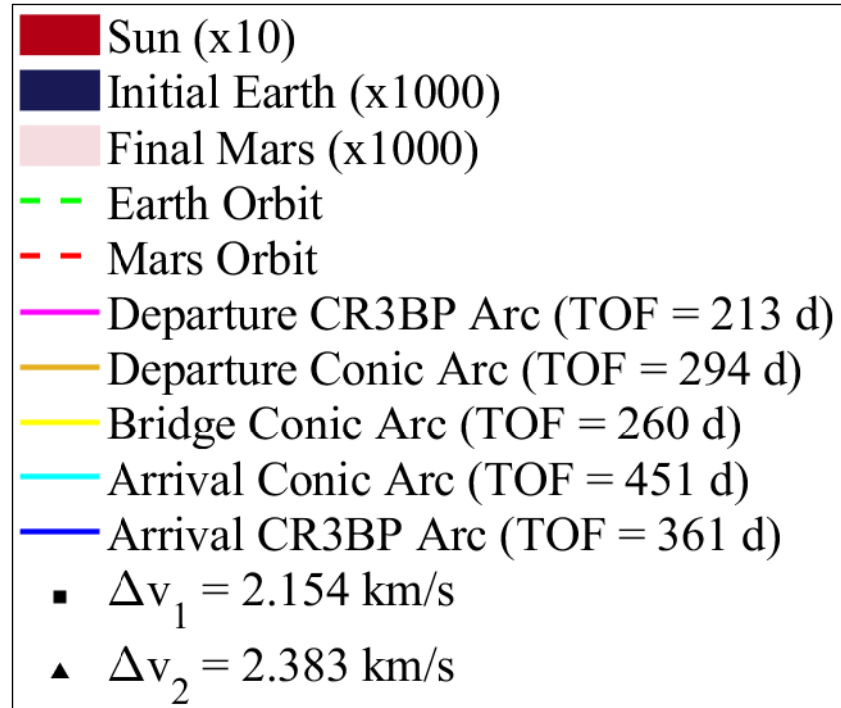 Sun (x10)
Initial Earth (x1000)
Final Mars (x1000)
Earth Orbit
Mars Orbit
Departure CR3BP Arc (TOF = 213 d)
Departure Conic Arc (TOF = 294 d)
Bridge Conic Arc (TOF = 260 d)
Arrival Conic Arc (TOF = 451 d)
Arrival CR3BP Arc (TOF = 361 d)
Δv₁ = 2.154 km/s
Δv₂ = 2.383 km/s